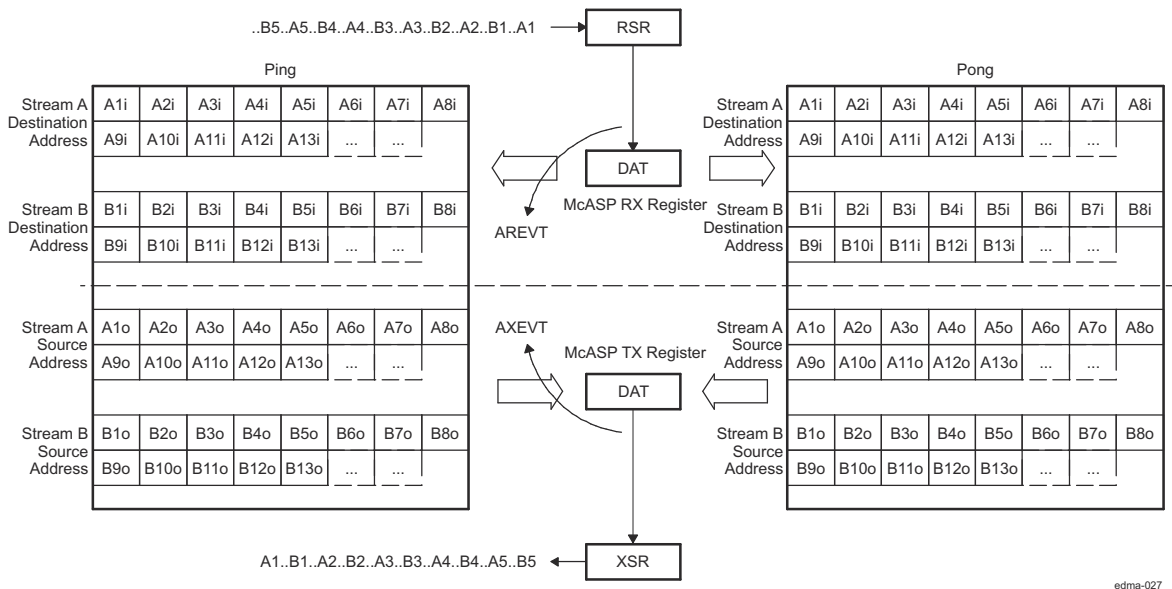 ..B5..A5..B4..A4..B3..A3..B2..A2..B1..A1
RSR
Ping
Pong
Stream A
Destination
Address
A1i A2i A3i A4i A5i A6i A7i A8i
A9i A10i A11i A12i A13i ... ...
Stream B
Destination
Address
B1i B2i B3i B4i B5i B6i B7i B8i
B9i B10i B11i B12i B13i ... ...
DAT
McASP RX Register
AREVT
Stream A
Destination
Address
A1i A2i A3i A4i A5i A6i A7i A8i
A9i A10i A11i A12i A13i ... ...
Stream B
Destination
Address
B1i B2i B3i B4i B5i B6i B7i B8i
B9i B10i B11i B12i B13i ... ...
Stream A
Source
Address
A1o A2o A3o A4o A5o A6o A7o A8o
A9o A10o A11o A12o A13o ... ...
Stream B
Source
Address
B1o B2o B3o B4o B5o B6o B7o B8o
B9o B10o B11o B12o B13o ... ...
AXEVT
McASP TX Register
DAT
Stream A
Source
Address
A1o A2o A3o A4o A5o A6o A7o A8o
A9o A10o A11o A12o A13o ... ...
Stream B
Source
Address
B1o B2o B3o B4o B5o B6o B7o B8o
B9o B10o B11o B12o B13o ... ...
A1..B1..A2..B2..A3..B3..A4..B4..A5..B5
XSR
edma-027